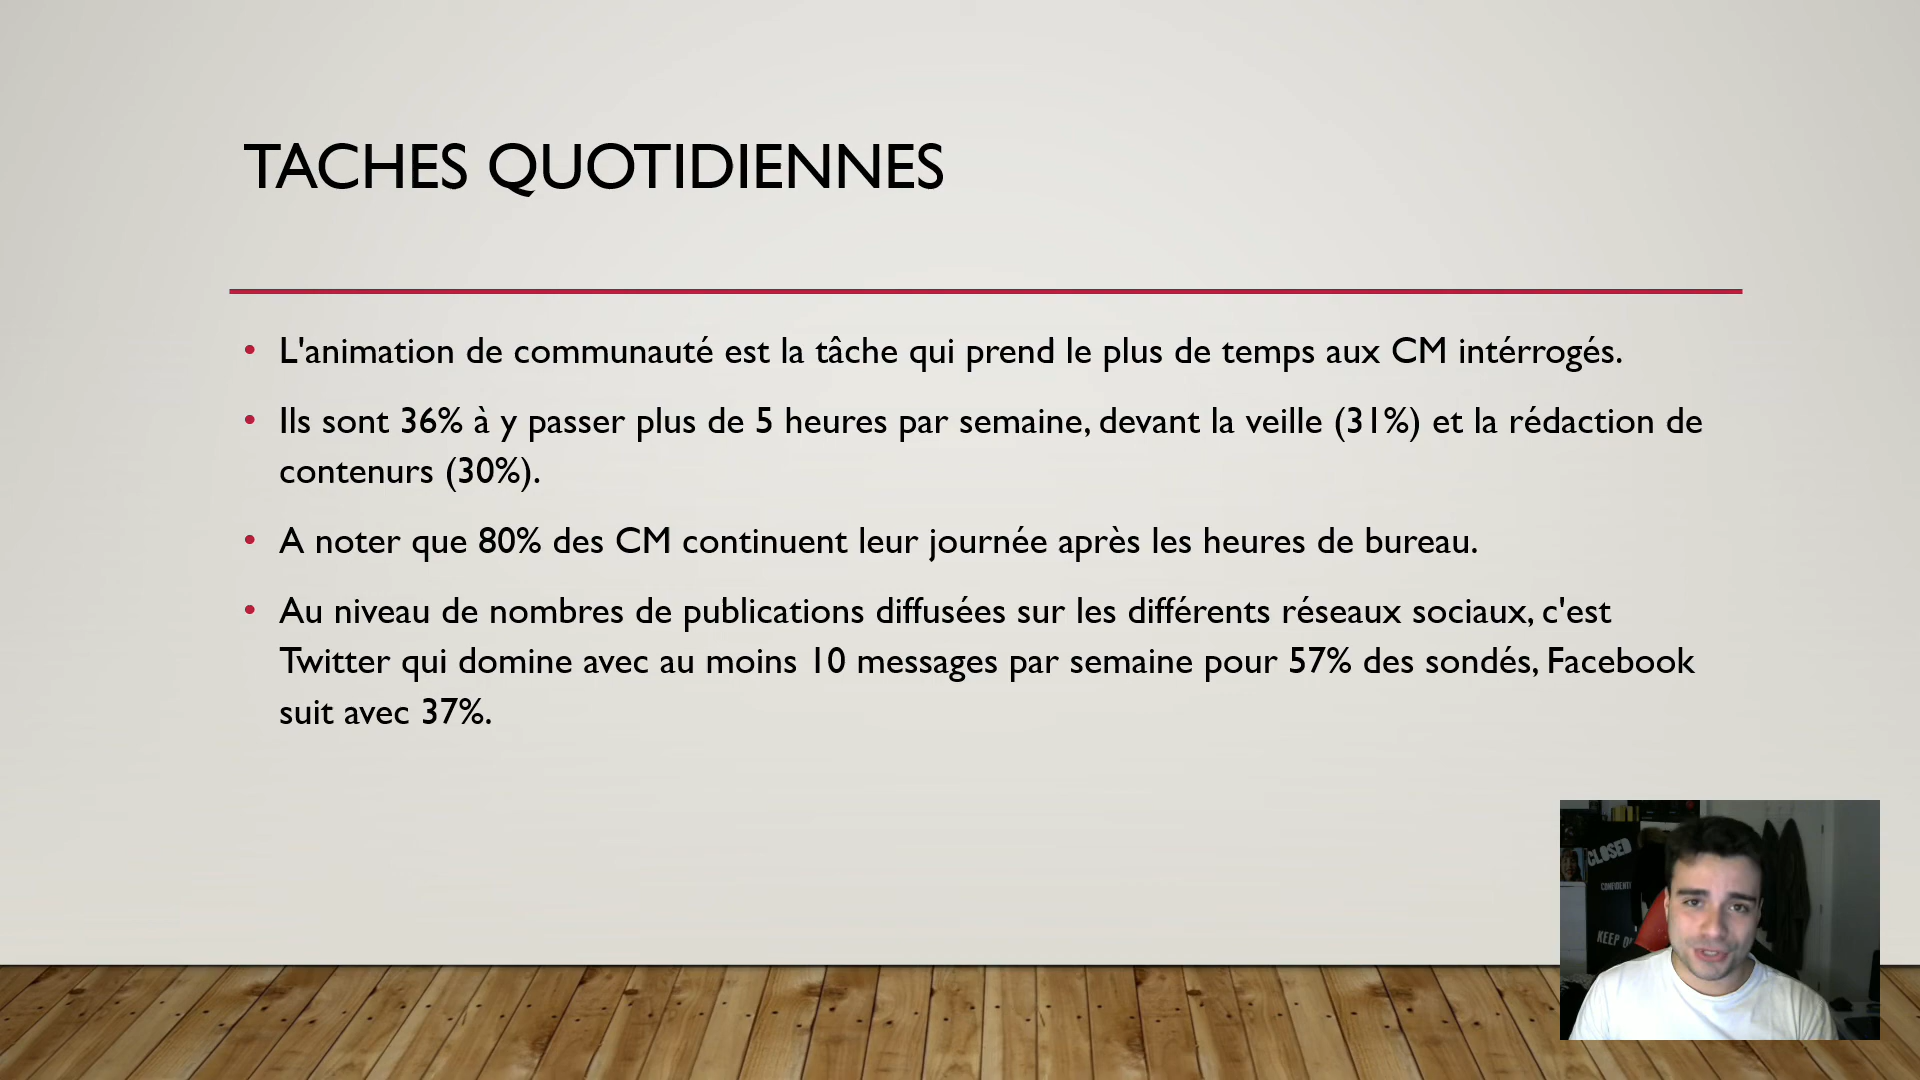 TACHES QUOTIDIENNES
• L'animation de communauté est la tâche qui prend le plus de temps aux CM intérrogés.
• Ils sont 36% à y passer plus de 5 heures par semaine, devant la veille (31%) et la rédaction de
contenurs (30%).
• A noter que 80% des CM continuent leur journée après les heures de bureau.
• Au niveau de nombres de publications diffusées sur les différents réseaux sociaux, c'est
Twitter qui domine avec au moins 10 messages par semaine pour 57% des sondés, Facebook
suit avec 37%.
CLOSED
KEEP